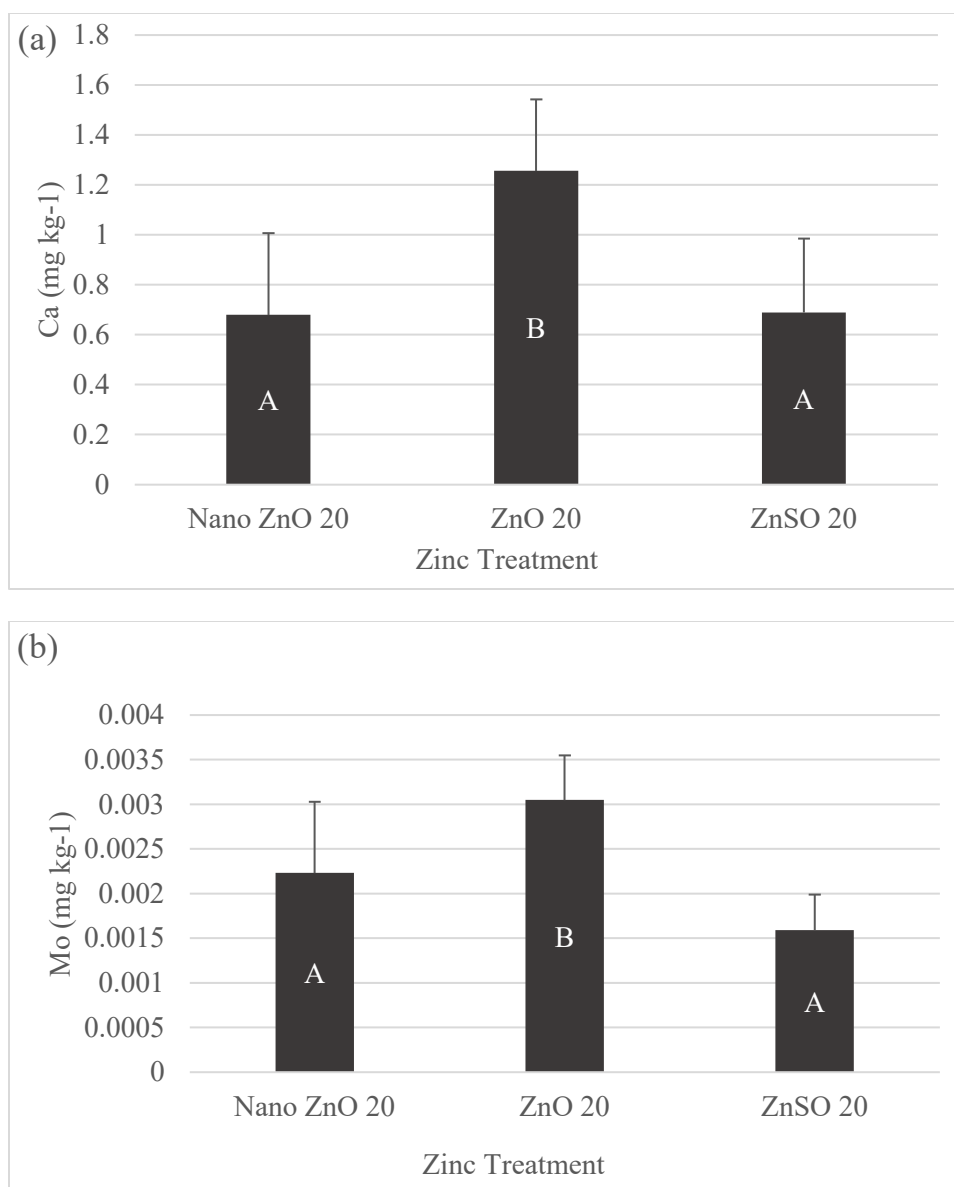 (a)
1.8
1.6
1.4
1.2
1
0.8
0.6
0.4
0.2
0
Ca (mg kg-1)
A
B
A
Nano ZnO 20 ZnO 20 ZnSO 20
Zinc Treatment
(b)
0.004
0.0035
0.003
0.0025
0.002
0.0015
0.001
0.0005
0
Mo (mg kg-1)
A
B
A
Nano ZnO 20 ZnO 20 ZnSO 20
Zinc Treatment